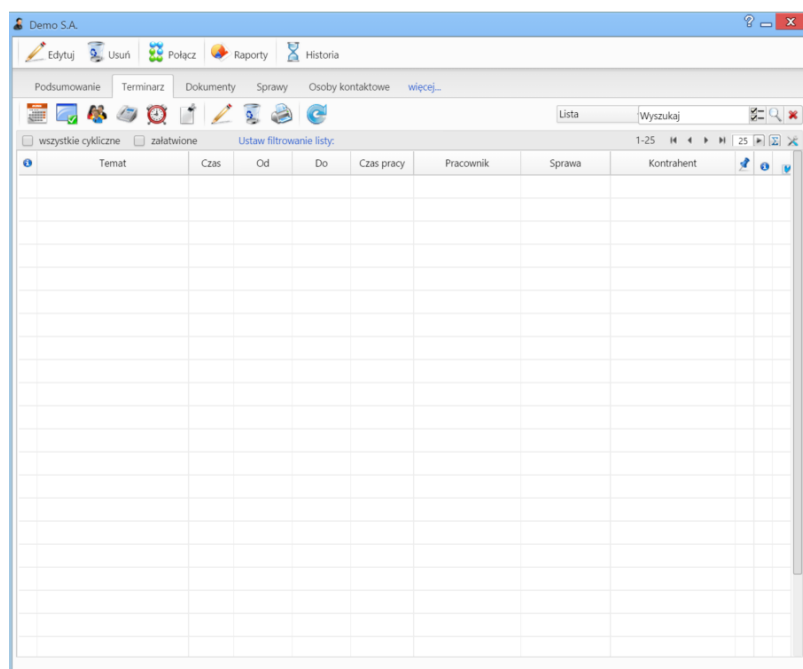 Demo S.A.
Edytuj Usuń Połącz Raporty Historia
Podsumowanie Terminarz Dokumenty Sprawy Osoby kontaktowe więcej...
Lista Wyszukaj
wszystkie cykliczne załatwione Ustaw filtrowanie listy: 1-25 25
Temat Czas Od Do Czas pracy Pracownik Sprawa Kontrahent